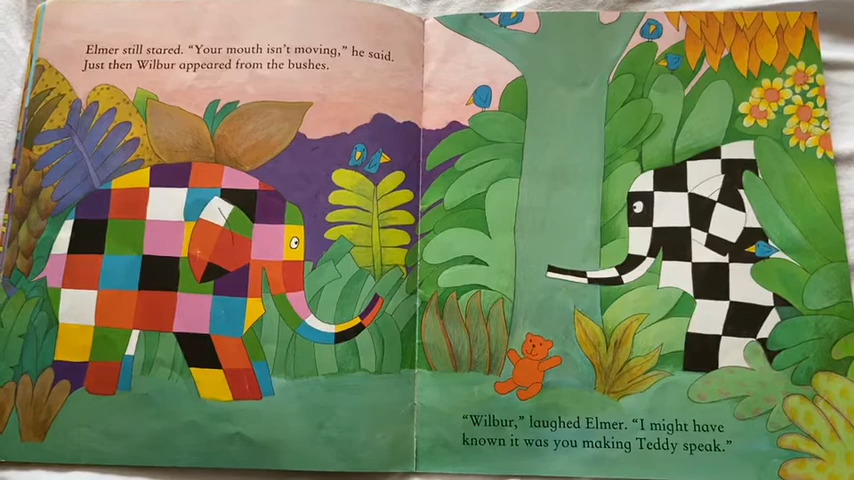 Elmer still stared. “Your mouth isn’t moving,” he said.
Just then Wilbur appeared from the bushes.
“Wilbur,” laughed Elmer. “I might have
known it was you making Teddy speak.”